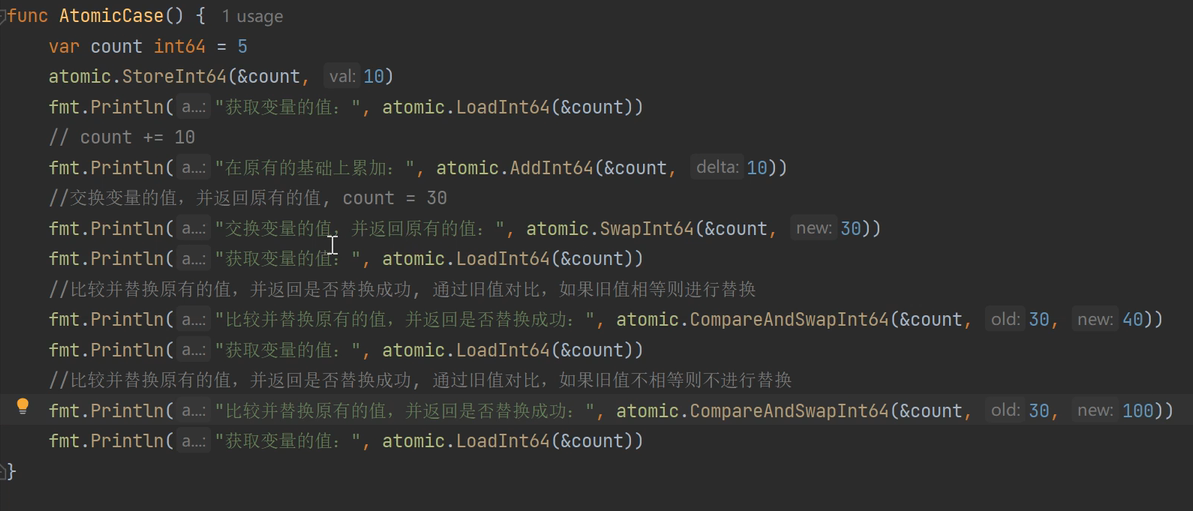 func AtomicCase() { 1 usage
var count int64 = 5
atomic.StoreInt64(&count, val: 10)
fmt.Println( a...: "获取变量的值：", atomic.LoadInt64(&count))
// count += 10
fmt.Println( a...: "在原有的基础上累加：", atomic.AddInt64(&count, delta: 10))
//交换变量的值，并返回原有的值, count = 30
fmt.Println( a...: "交换变量的值，并返回原有的值：", atomic.SwapInt64(&count, new: 30))
fmt.Println( a...: "获取变量的值：", atomic.LoadInt64(&count))
//比较并替换原有的值，并返回是否替换成功, 通过旧值对比，如果旧值相等则进行替换
fmt.Println( a...: "比较并替换原有的值，并返回是否替换成功：", atomic.CompareAndSwapInt64(&count, old: 30, new: 40))
fmt.Println( a...: "获取变量的值：", atomic.LoadInt64(&count))
//比较并替换原有的值，并返回是否替换成功, 通过旧值对比，如果旧值不相等则不进行替换
fmt.Println( a...: "比较并替换原有的值，并返回是否替换成功：", atomic.CompareAndSwapInt64(&count, old: 30, new: 100))
fmt.Println( a...: "获取变量的值：", atomic.LoadInt64(&count))
}